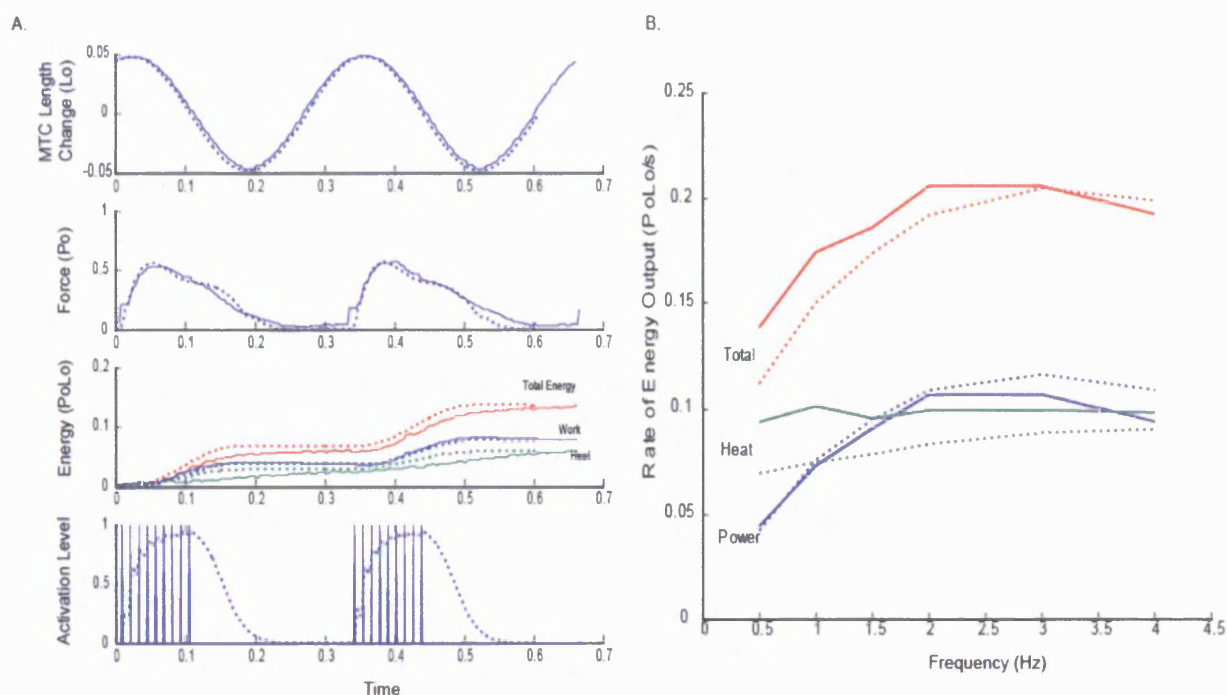 A.
MTC Length
Change (Lo)
0.05
0
-0.05
0 0.1 0.2 0.3 0.4 0.5 0.6 0.7
Force (Po)
1
0.5
0
0 0.1 0.2 0.3 0.4 0.5 0.6 0.7
Energy (PoLo)
0.2
0.1
0
Total Energy
Work
Heat
0 0.1 0.2 0.3 0.4 0.5 0.6 0.7
Activation Level
1
0.5
0
0 0.1 0.2 0.3 0.4 0.5 0.6 0.7
Time
B.
Rate of Energy Output (PoLo/s)
0.25
0.2
0.15
0.1
0.05
0
Total
Heat
Power
0 0.5 1 1.5 2 2.5 3 3.5 4 4.5
Frequency (Hz)